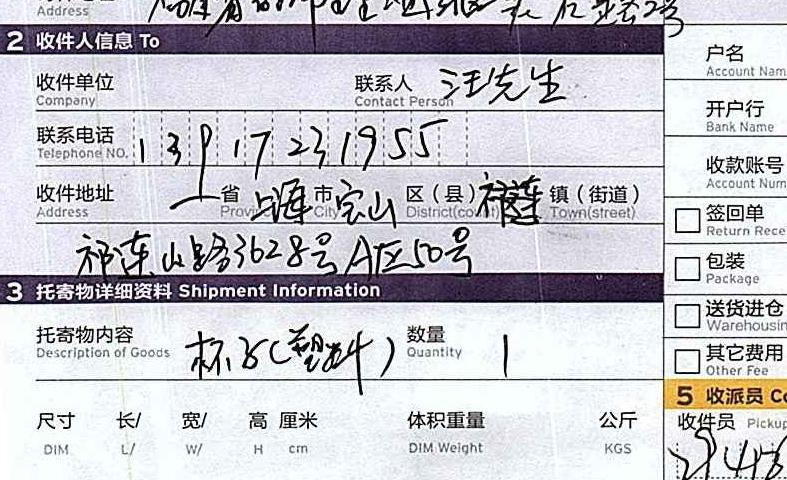 Address
2 收件人信息 To
收件单位 联系人 汪先生
Company Contact Person
联系电话 13917231955
Telephone NO.
收件地址 一省 上海市 宝山区（县）祁连镇（街道）
Address Province City District(county) Town(street)
祁连山路3628号A区50号
3 托寄物详细资料 Shipment Information
托寄物内容 杯子(塑料) 数量 1
Description of Goods Quantity
尺寸 长/ 宽/ 高 厘米 体积重量 公斤
DIM L/ W/ H cm DIM Weight KGS
户名
Account Nam
开户行
Bank Name
收款账号
Account Num
签回单
Return Rece
包装
Package
送货进仓
Warehousin
其它费用
Other Fee
5 收派员 Co
收件员 Pickup